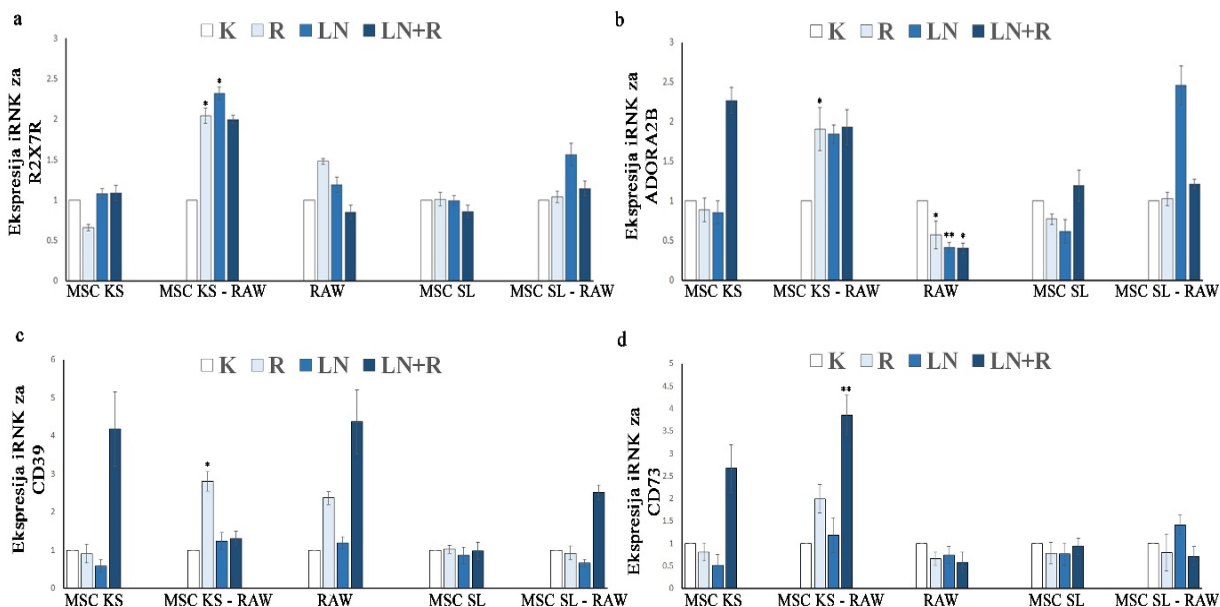 a
K R LN LN+R
Ekspresija iRNK za
R2X7R
3
2.5
2
1.5
1
0.5
0
* *
MSC KS MSC KS - RAW RAW MSC SL MSC SL - RAW
b
K R LN LN+R
Ekspresija iRNK za
ADORA2B
3
2.5
2
1.5
1
0.5
0
* * ** *
MSC KS MSC KS - RAW RAW MSC SL MSC SL - RAW
c
K R LN LN+R
Ekspresija iRNK za
CD39
6
5
4
3
2
1
0
*
MSC KS MSC KS - RAW RAW MSC SL MSC SL - RAW
d
K R LN LN+R
Ekspresija iRNK za
CD73
5
4.5
4
3.5
3
2.5
2
1.5
1
0.5
0
**
MSC KS MSC KS - RAW RAW MSC SL MSC SL - RAW